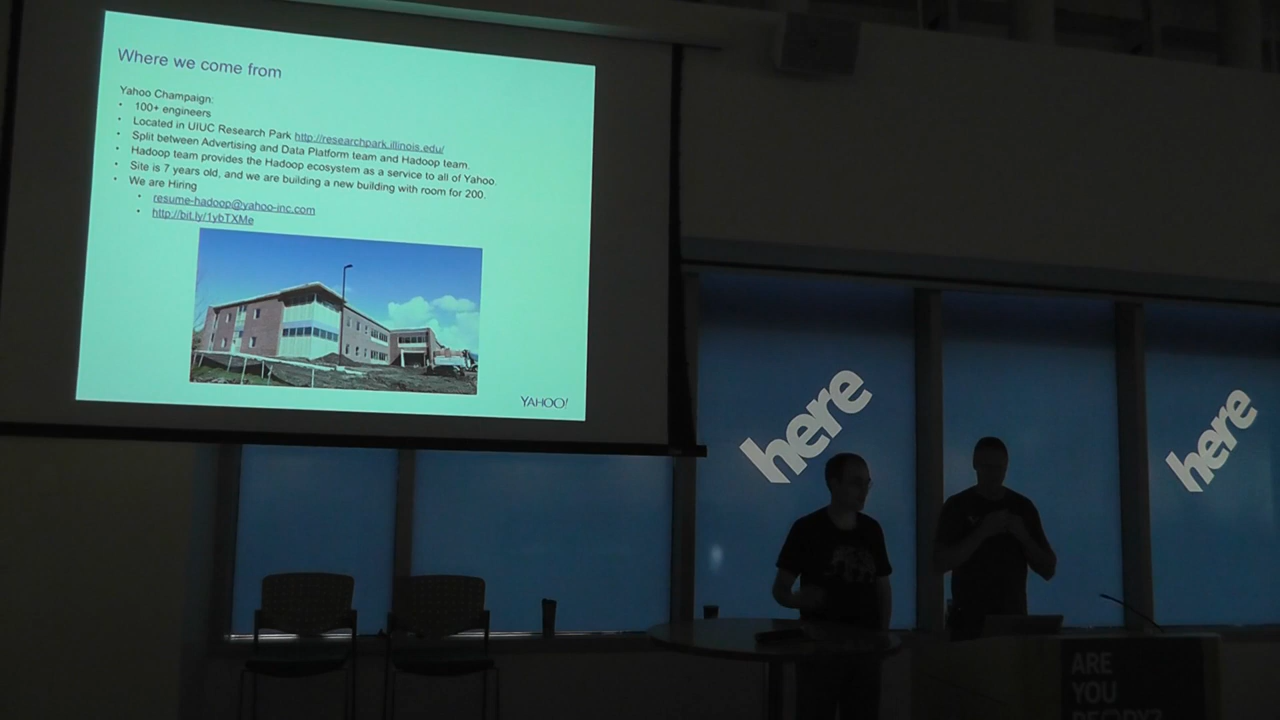 Where we come from
Yahoo Champaign:
• 100+ engineers
• Located in UIUC Research Park http://researchpark.illinois.edu/
• Split between Advertising and Data Platform team and Hadoop team.
• Hadoop team provides the Hadoop ecosystem as a service to all of Yahoo.
• Site is 7 years old, and we are building a new building with room for 200.
• We are Hiring
• resume-hadoop@yahoo-inc.com
• http://bit.ly/1ybTXMe
YAHOO!
here
here
ARE
YOU
READY?